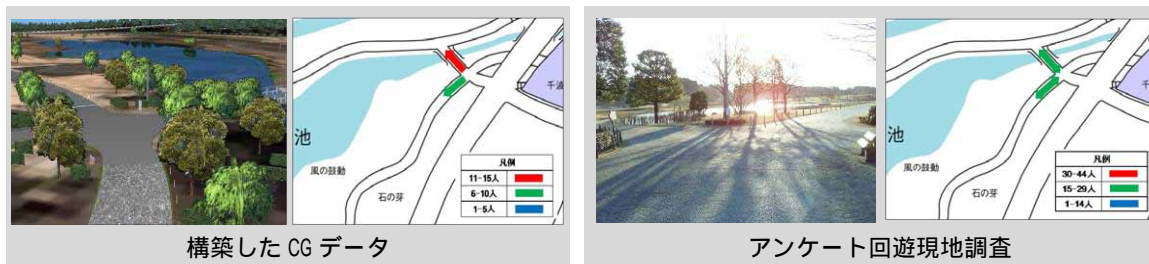 千波
池
風の鼓動
石の芽
凡例
11-15人
6-10人
1-5人
構築した CG データ
千
池
風の鼓動
石の芽
凡例
30-44人
15-29人
1-14人
アンケート回遊現地調査